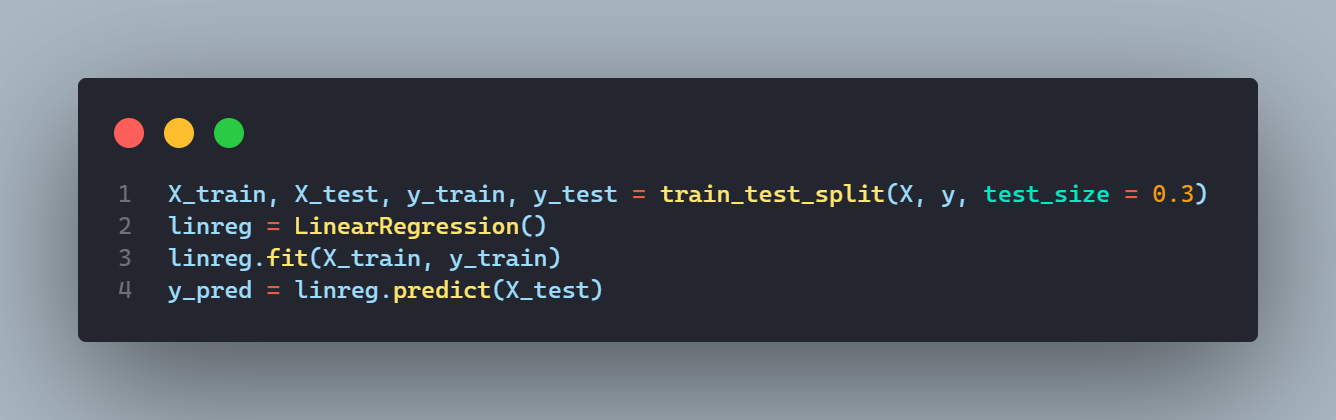 1 X_train, X_test, y_train, y_test = train_test_split(X, y, test_size = 0.3)
2 linreg = LinearRegression()
3 linreg.fit(X_train, y_train)
4 y_pred = linreg.predict(X_test)